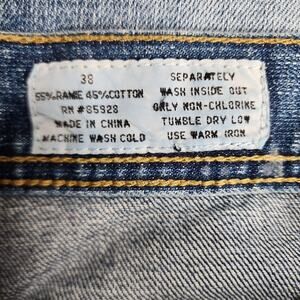 38
55%RAMIE 45%COTTON
RN #85928
MADE IN CHINA
MACHINE WASH COLD
SEPARATELY
WASH INSIDE OUT
ONLY NON-CHLORINE
TUMBLE DRY LOW
USE WARM IRON